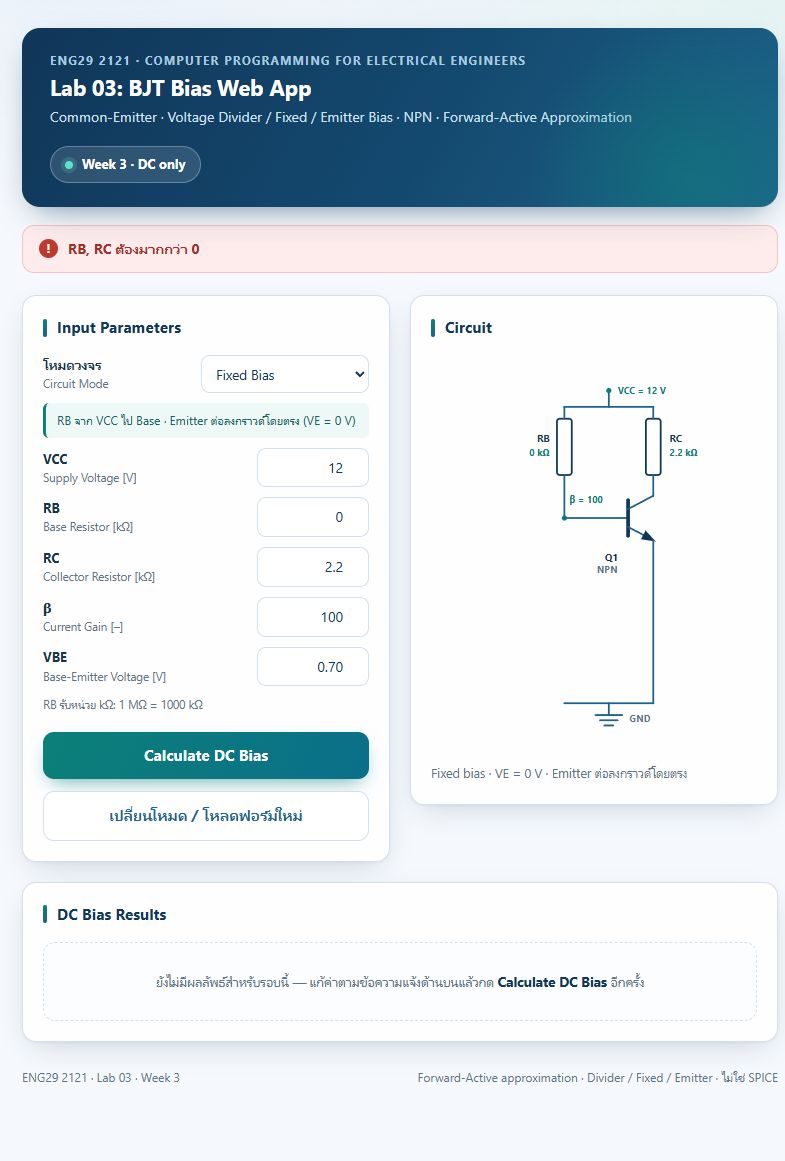 ENG29 2121 · COMPUTER PROGRAMMING FOR ELECTRICAL ENGINEERS
Lab 03: BJT Bias Web App
Common-Emitter · Voltage Divider / Fixed / Emitter Bias · NPN · Forward-Active Approximation
Week 3 · DC only
! RB, RC ต้องมากกว่า 0
Input Parameters
โหมดวงจร
Circuit Mode
Fixed Bias
RB จาก VCC ไป Base · Emitter ต่อลงกราวด์โดยตรง (VE = 0 V)
VCC
Supply Voltage [V]
12
RB
Base Resistor [kΩ]
0
RC
Collector Resistor [kΩ]
2.2
β
Current Gain [–]
100
VBE
Base-Emitter Voltage [V]
0.70
RB รับหน่วย kΩ: 1 MΩ = 1000 kΩ
Calculate DC Bias
เปลี่ยนโหมด / โหลดฟอร์มใหม่
Circuit
VCC = 12 V
RB
0 kΩ
RC
2.2 kΩ
β = 100
Q1
NPN
GND
Fixed bias · VE = 0 V · Emitter ต่อลงกราวด์โดยตรง
DC Bias Results
ยังไม่มีผลลัพธ์สำหรับรอบนี้ — แก้ค่าตามข้อความแจ้งด้านบนแล้วกด Calculate DC Bias อีกครั้ง
ENG29 2121 · Lab 03 · Week 3
Forward-Active approximation · Divider / Fixed / Emitter · ไม่ใช่ SPICE